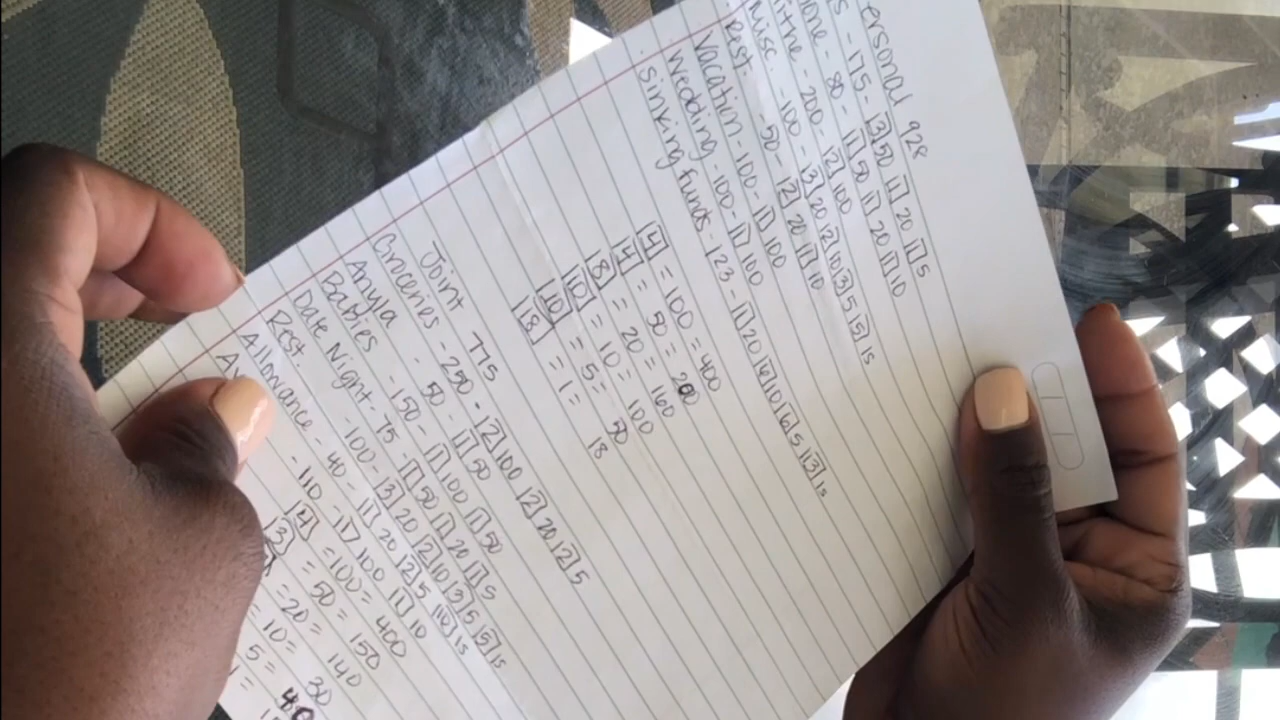 ersonal 928
s - 175 - |3|50 |1|20 |1|5
one - 80 - |1|50 |1|20 |1|10
ithe - 200 - |2|100
Misc. - 100 - |3|20 |2|10 |3|5 |5|1s
Rest. - 50 - |2|20 |1|10
Vacation - 100 - |1|100
Wedding - 100 - |1|100
Sinking funds - 123 - |1|20 |6|10 |6|5 |13|1s
|4| = 100 = 400
|4| = 50 = 200
|8| = 20 = 160
|10| = 10 = 100
|10| = 5 = 50
|18| = 1 = 18
Joint 775
Groceries - 250 - |2|100 |2|20 |2|5
Anyla - 50 - |1|50
Babies - 150 - |1|100 |1|50
Date Night - 75 - |1|50 |1|20 |1|5
Rest. - 100 - |3|20 |2|10 |3|5 |5|1s
Allowance - 40 - |1|20 |2|5 |10|1s
- 110 - |1|100 |1|10
|4| = 100 = 400
|3| = 50 = 150
= 20 = 140
= 10 = 30
5 = 40